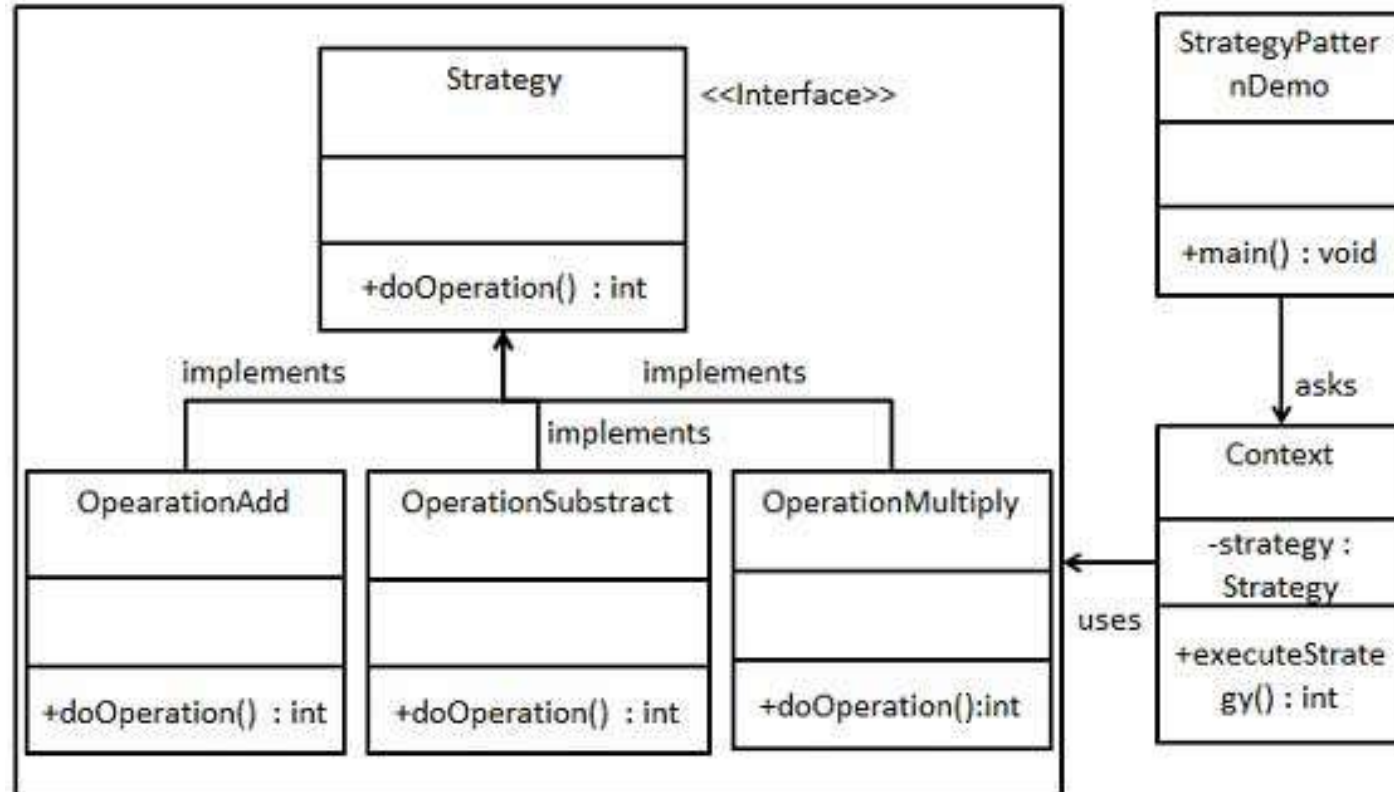 Strategy
<<Interface>>
+doOperation() : int
implements
implements
implements
OpearationAdd
+doOperation() : int
OperationSubstract
+doOperation() : int
OperationMultiply
+doOperation():int
StrategyPatter
nDemo
+main() : void
asks
Context
-strategy :
Strategy
+executeStrate
gy() : int
uses